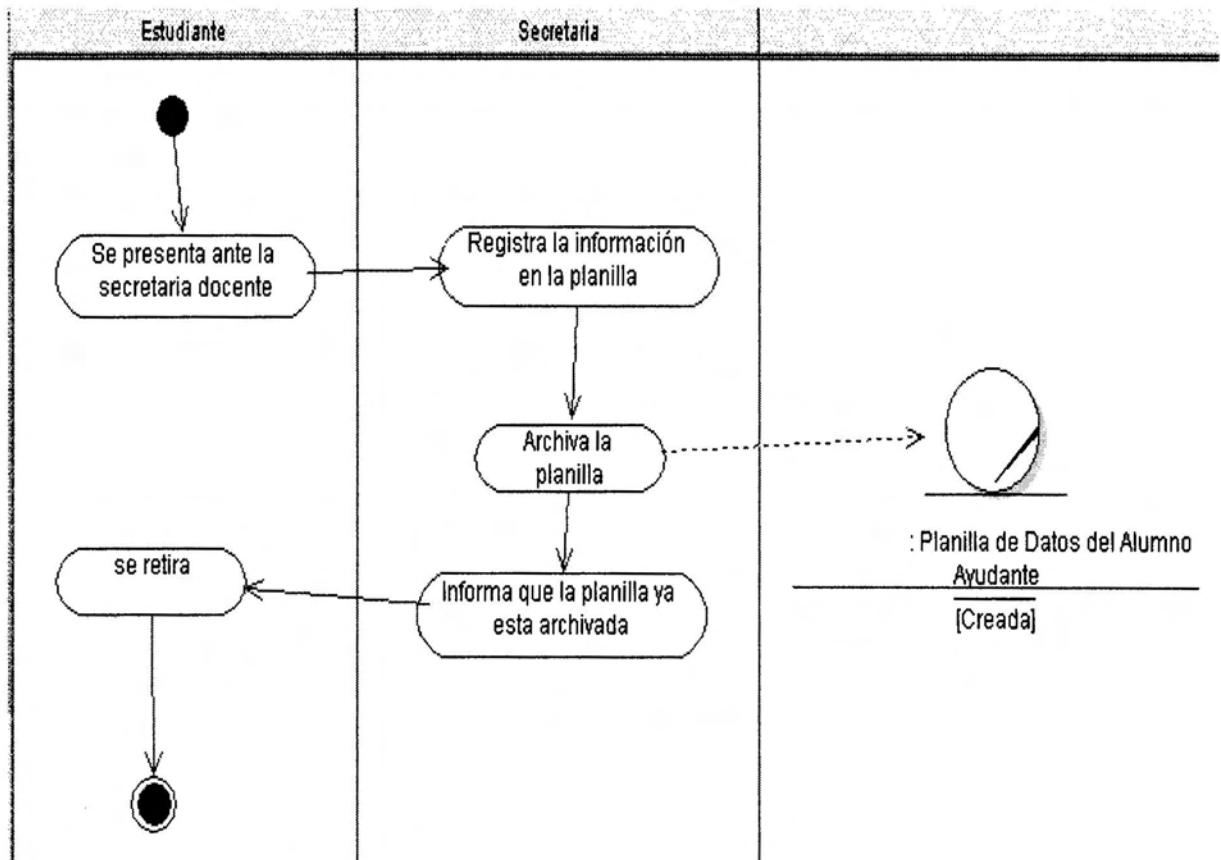 Estudiante
Secretaria
Se presenta ante la
secretaria docente
Registra la información
en la planilla
Archiva la
planilla
se retira
Informa que la planilla ya
esta archivada
: Planilla de Datos del Alumno
Ayudante
[Creada]